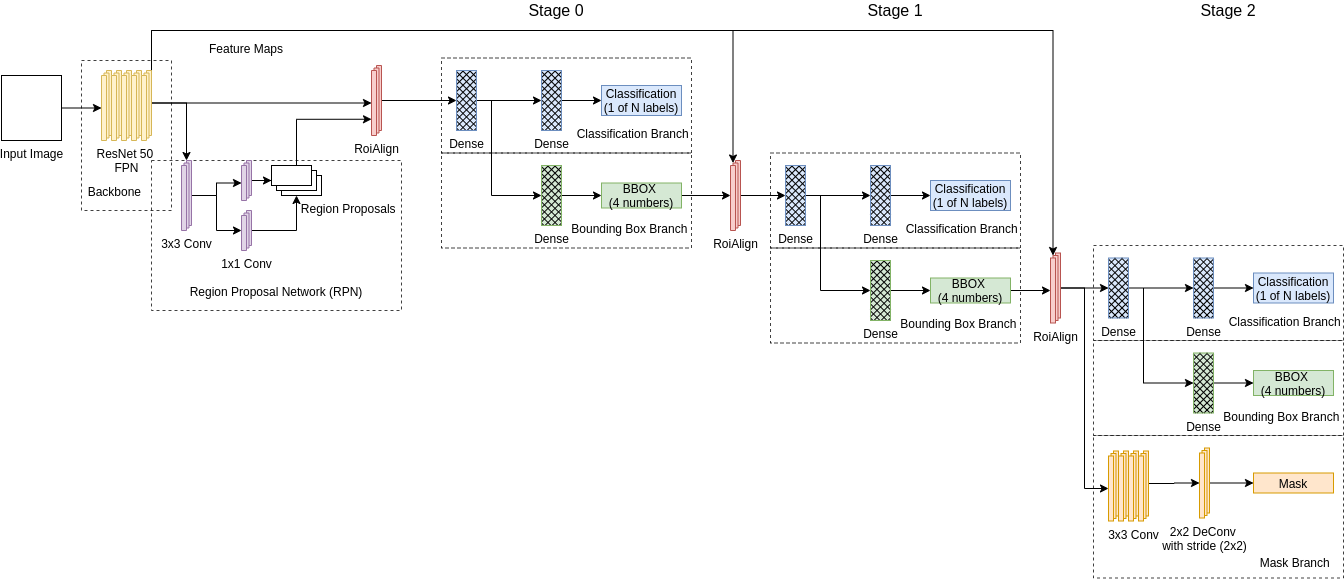 Stage 0
Stage 1
Stage 2
Feature Maps
Input Image
ResNet 50
FPN
Backbone
3x3 Conv
1x1 Conv
Region Proposals
Region Proposal Network (RPN)
RoiAlign
Dense
Dense
Classification
(1 of N labels)
Classification Branch
Dense
BBOX
(4 numbers)
Bounding Box Branch
RoiAlign
Dense
Dense
Classification
(1 of N labels)
Classification Branch
Dense
BBOX
(4 numbers)
Bounding Box Branch
RoiAlign
Dense
Dense
Classification
(1 of N labels)
Classification Branch
Dense
BBOX
(4 numbers)
Bounding Box Branch
3x3 Conv
2x2 DeConv
with stride (2x2)
Mask
Mask Branch